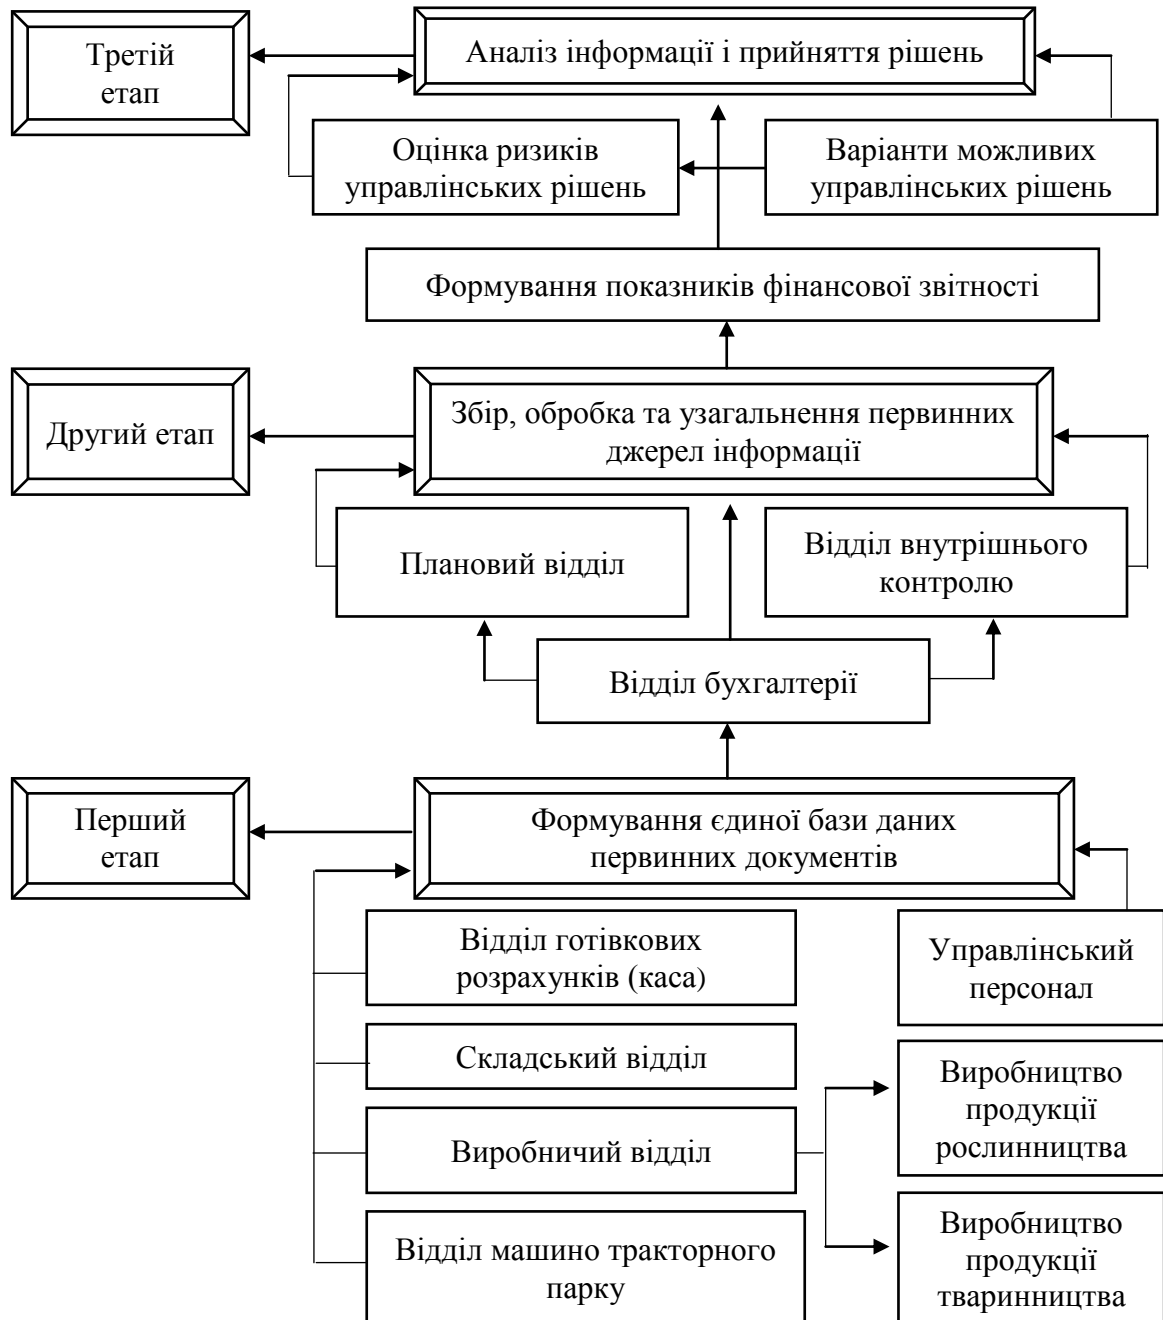 Третій
етап
Аналіз інформації і прийняття рішень
Оцінка ризиків
управлінських рішень
Варіанти можливих
управлінських рішень
Формування показників фінансової звітності
Другий етап
Збір, обробка та узагальнення первинних
джерел інформації
Плановий відділ
Відділ внутрішнього
контролю
Відділ бухгалтерії
Перший
етап
Формування єдиної бази даних
первинних документів
Відділ готівкових
розрахунків (каса)
Управлінський
персонал
Складський відділ
Виробництво
продукції
рослинництва
Виробничий відділ
Відділ машино тракторного
парку
Виробництво
продукції
тваринництва